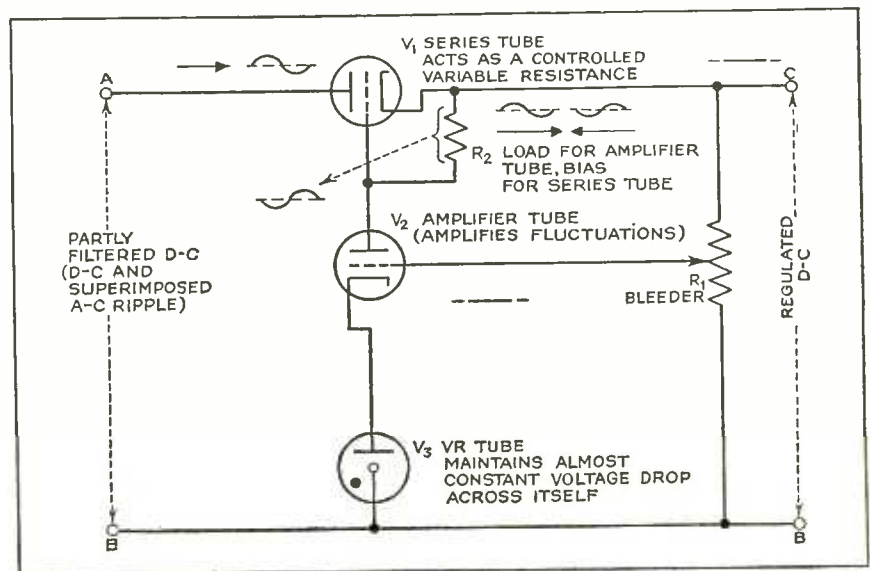 V1 SERIES TUBE
ACTS AS A CONTROLLED
VARIABLE RESISTANCE
A
C
R2 LOAD FOR AMPLIFIER
TUBE, BIAS
FOR SERIES TUBE
V2 AMPLIFIER TUBE
(AMPLIFIES FLUCTUATIONS)
PARTLY
FILTERED D-C
(D-C AND
SUPERIMPOSED
A-C RIPPLE)
R1
BLEEDER
REGULATED
D-C
V3 VR TUBE
MAINTAINS ALMOST
CONSTANT VOLTAGE DROP
ACROSS ITSELF
B
B